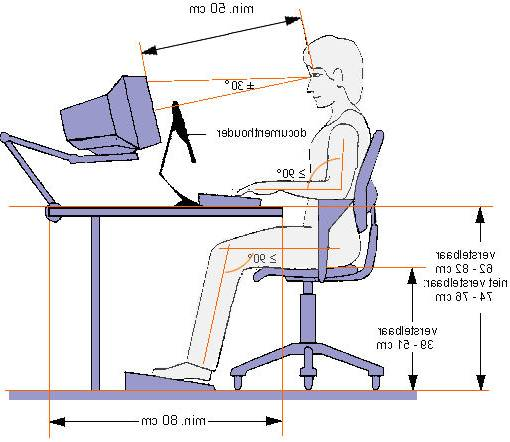 min. 50 cm
± 30°
documenthouder
≥ 90°
≥ 90°
verstelbaar
62 - 82 cm
niet verstelbaar:
74 - 76 cm
verstelbaar
39 - 51 cm
min. 80 cm